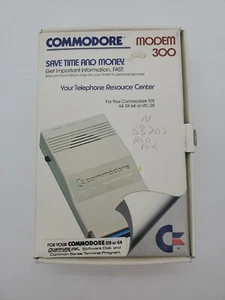 COMMODORE
MODEM
300
SAVE TIME AND MONEY.
Get important information...FAST.
Your Telephone Resource Center
For Your Commodore 128
64 SX-64, or VIC-20
N
58707
Commodore
FOR YOUR COMMODORE 128 or 64
Software Disk and
Common Sense Terminal Program